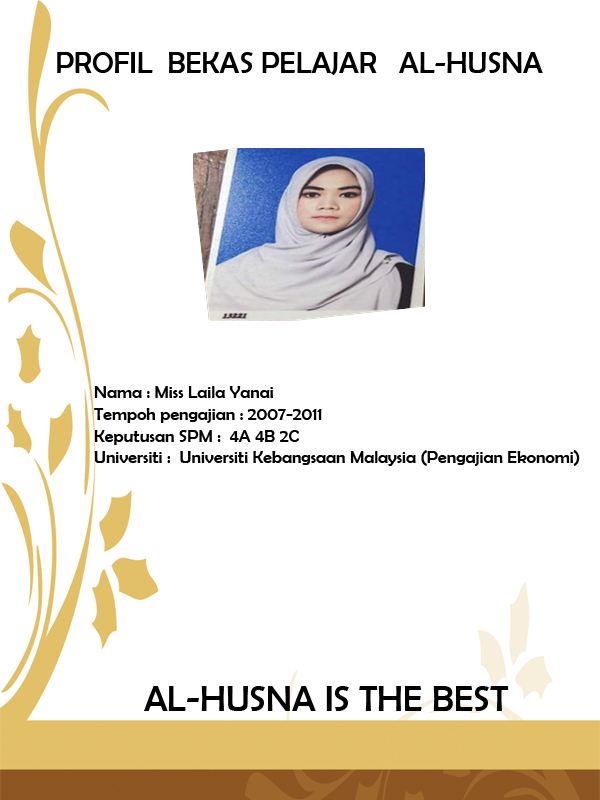 PROFIL BEKAS PELAJAR AL-HUSNA
13221
Nama : Miss Laila Yanai
Tempoh pengajian : 2007-2011
Keputusan SPM : 4A 4B 2C
Universiti : Universiti Kebangsaan Malaysia (Pengajian Ekonomi)
AL-HUSNA IS THE BEST